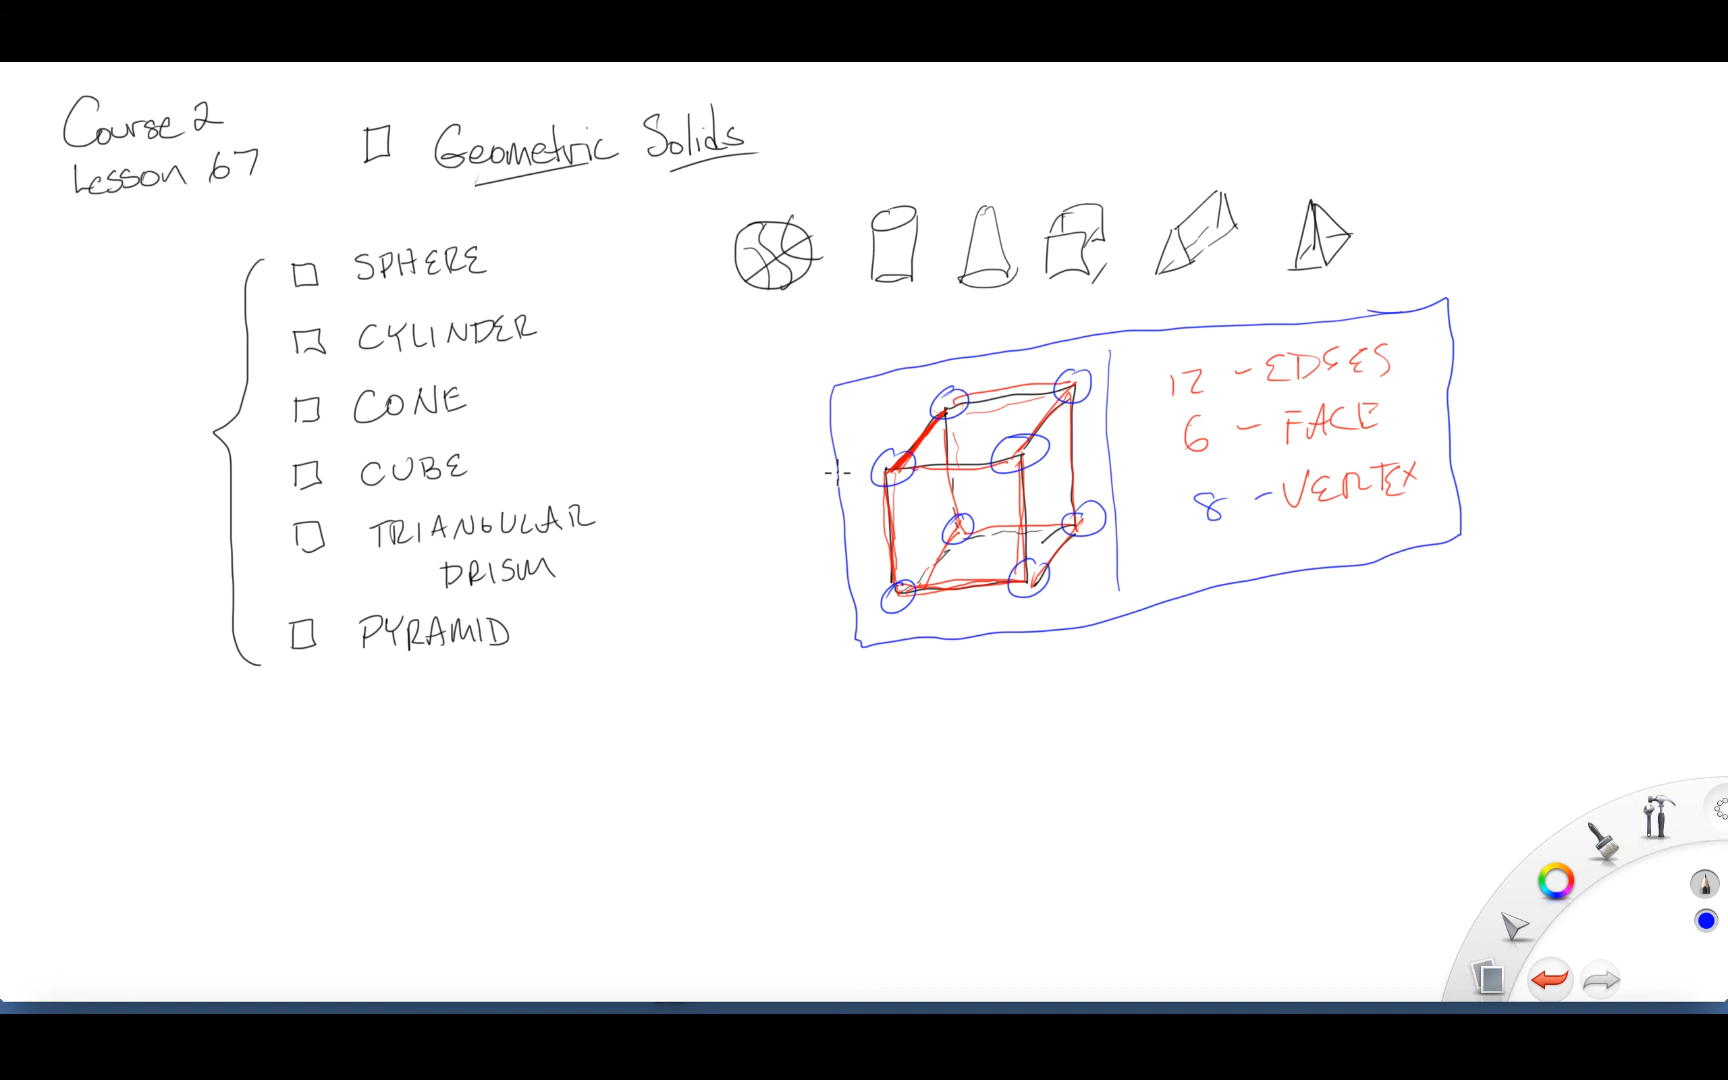 Course 2
Lesson 67
Geometric Solids
SPHERE
CYLINDER
CONE
CUBE
TRIANGULAR
PRISM
PYRAMID
12 - EDGES
6 - FACE
8 - VERTEX